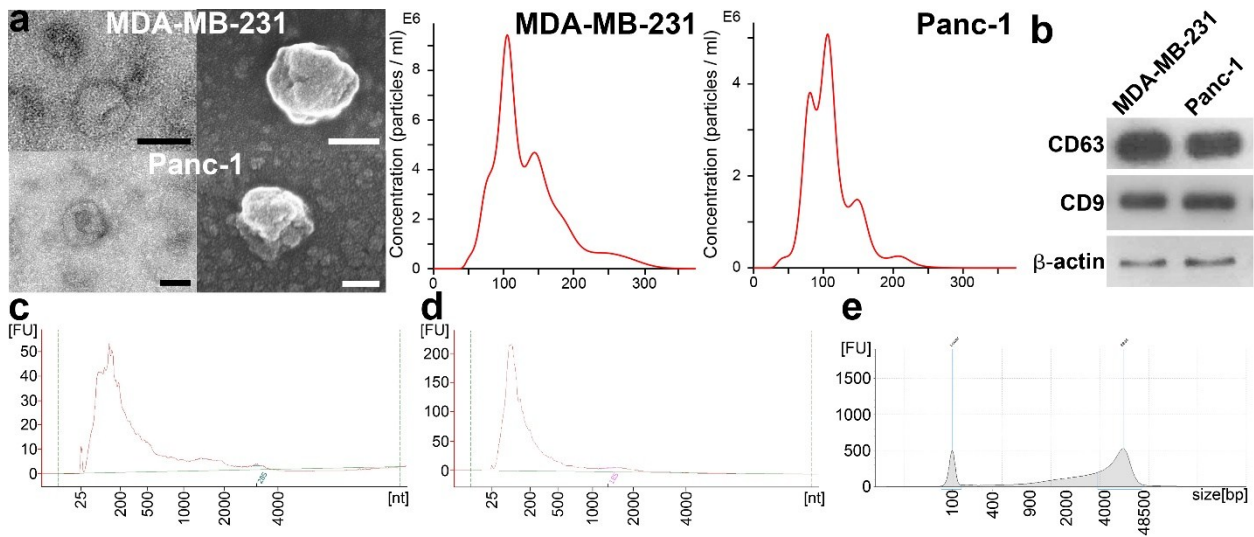 a
MDA-MB-231
Panc-1
E6
MDA-MB-231
Concentration (particles / ml)
8
6
4
2
0
0 100 200 300
E6
Panc-1
Concentration (particles / ml)
4
2
0
0 100 200 300
b
MDA-MB-231
Panc-1
CD63
CD9
β-actin
c
[FU]
50
40
30
20
10
0
25 200 500 1000 2000 4000 [nt]
d
[FU]
200
150
100
50
0
25 200 500 1000 2000 4000 [nt]
e
[FU]
1500
1000
500
0
100 400 900 2000 4000 48500 size[bp]